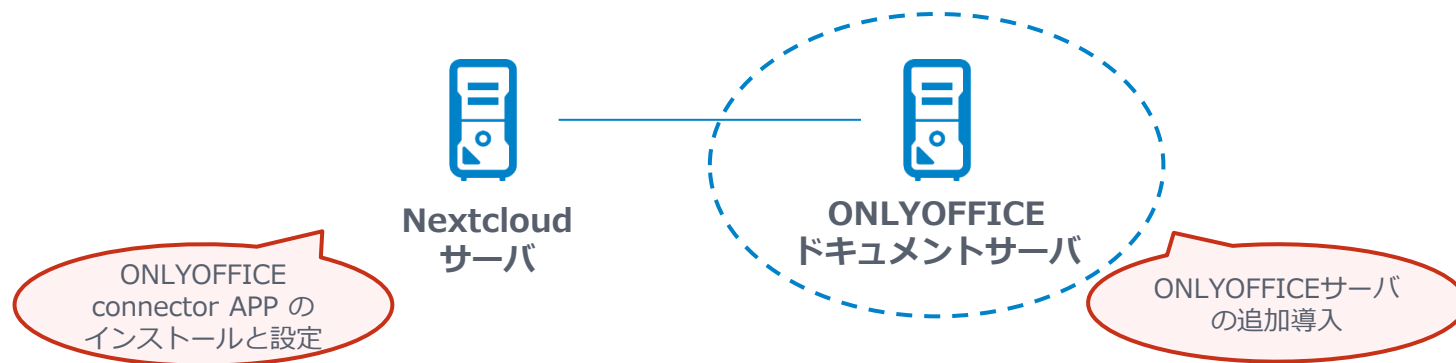 Nextcloud
サーバ
ONLYOFFICE
ドキュメントサーバ
ONLYOFFICE
connector APP の
インストールと設定
ONLYOFFICEサーバ
の追加導入